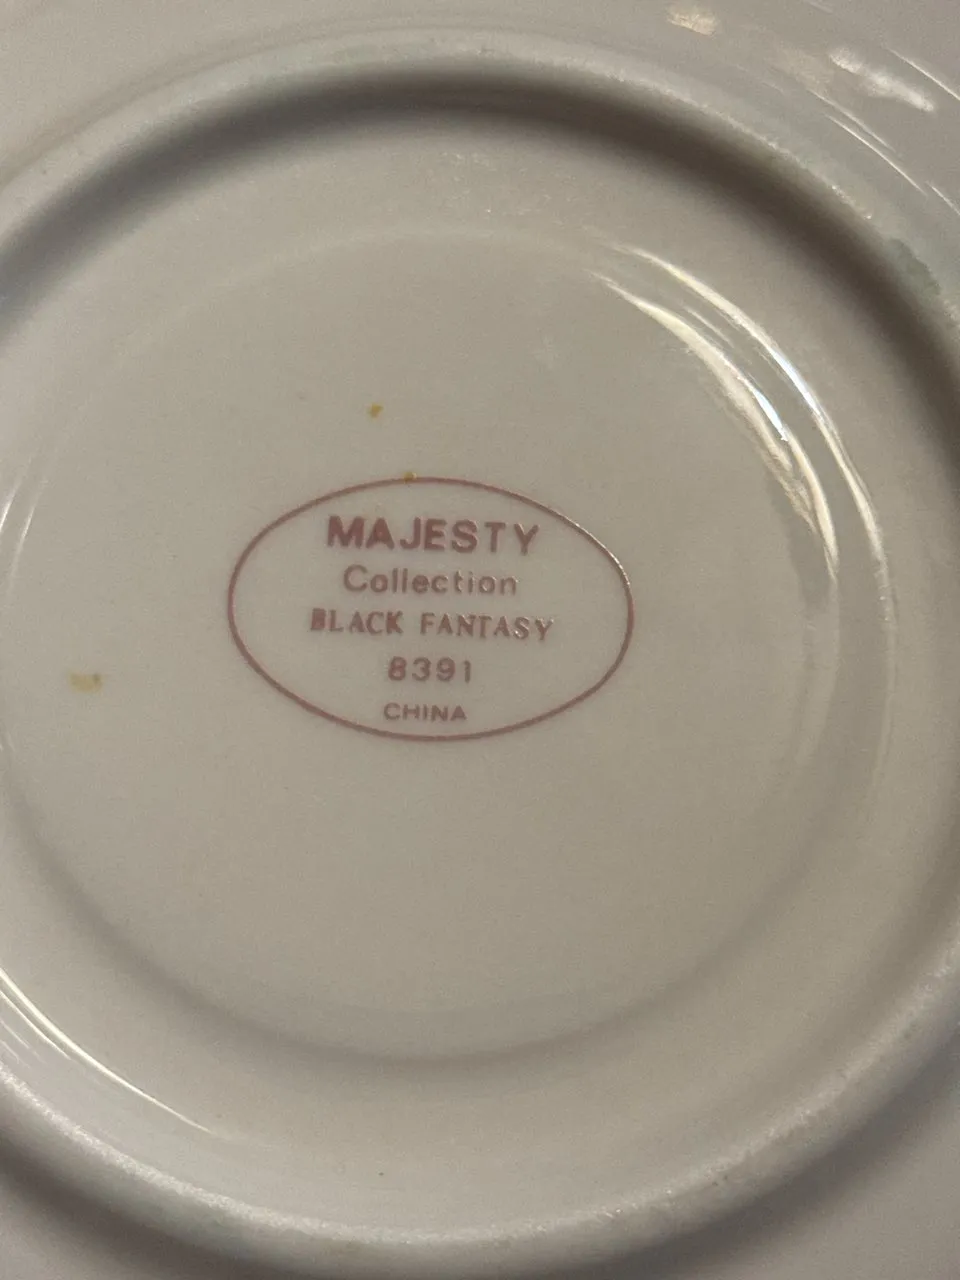 MAJESTY
Collection
BLACK FANTASY
8391
CHINA